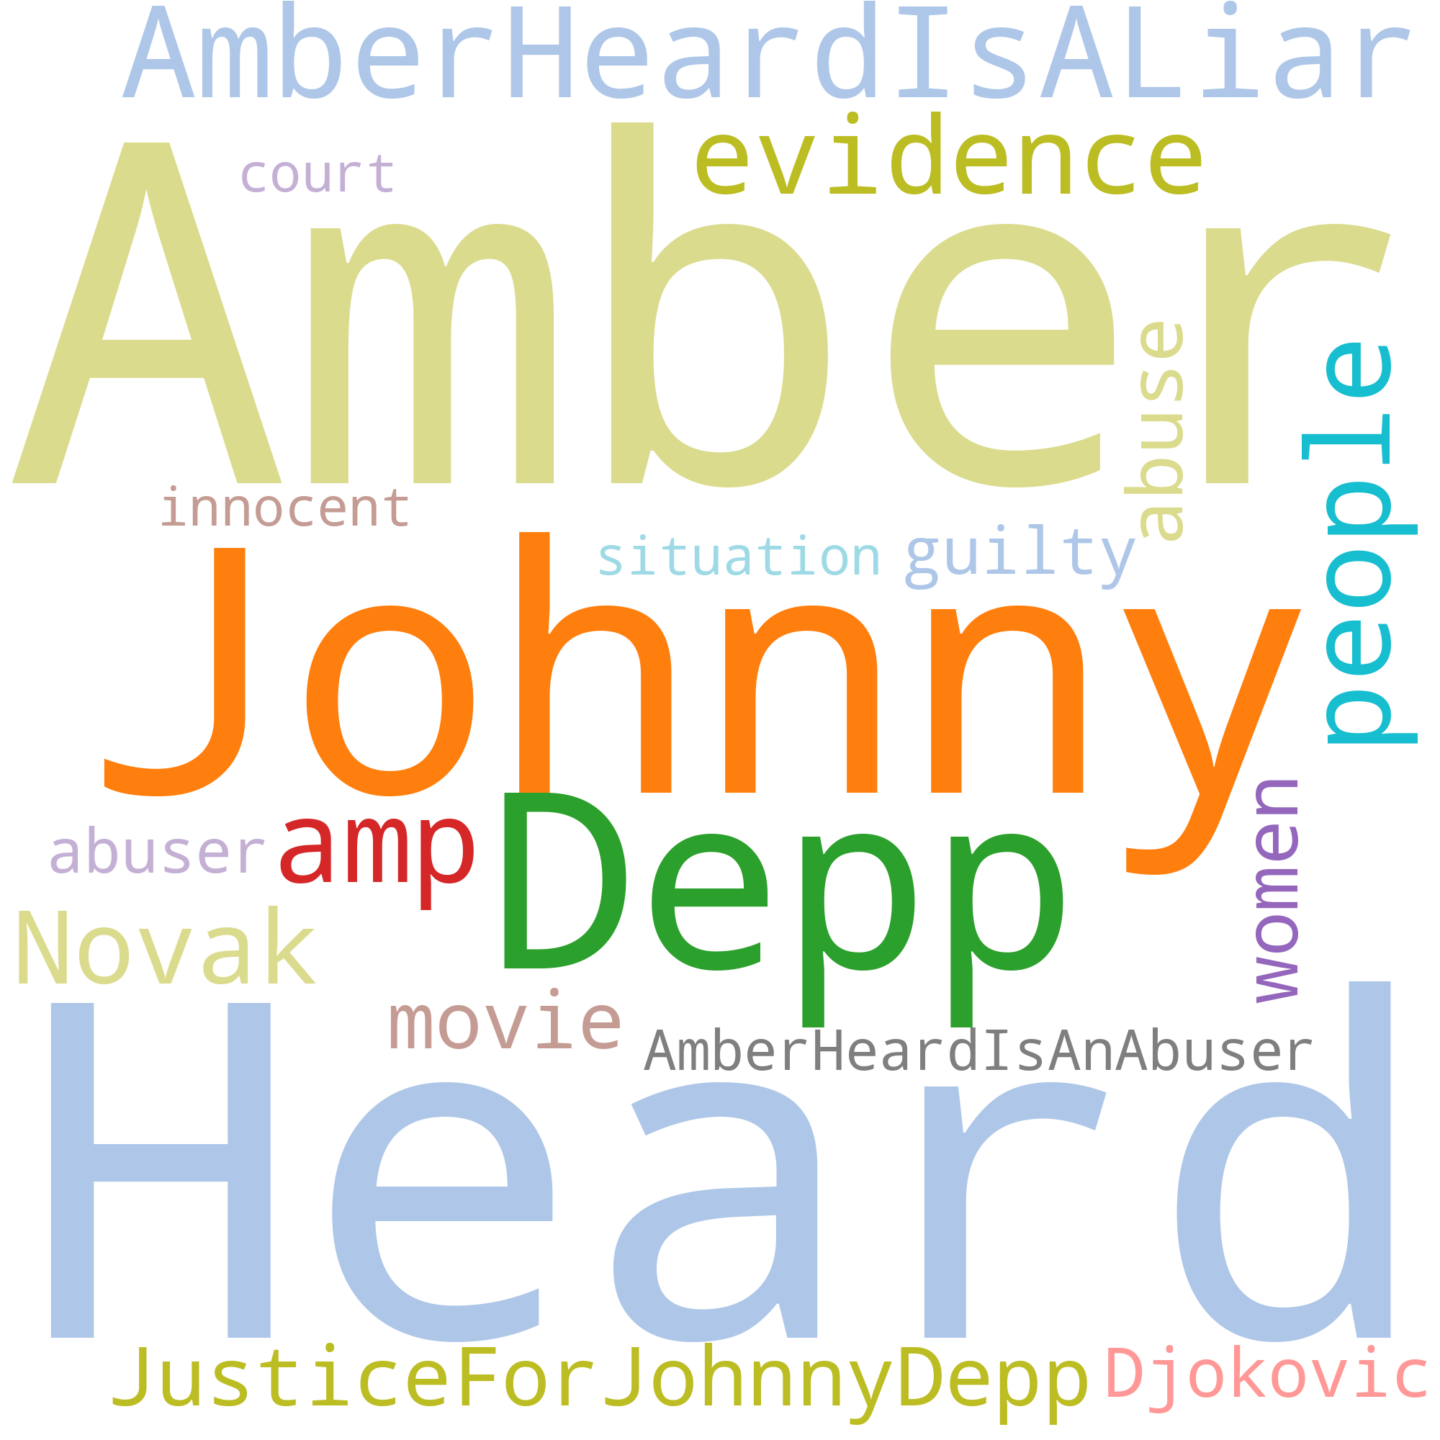 AmberHeardIsALiar
court
evidence
Amber
abuse
people
innocent
situation
guilty
Johnny
abuser
amp
Depp
women
Novak
movie
AmberHeardIsAnAbuser
Heard
JusticeForJohnnyDepp
Djokovic